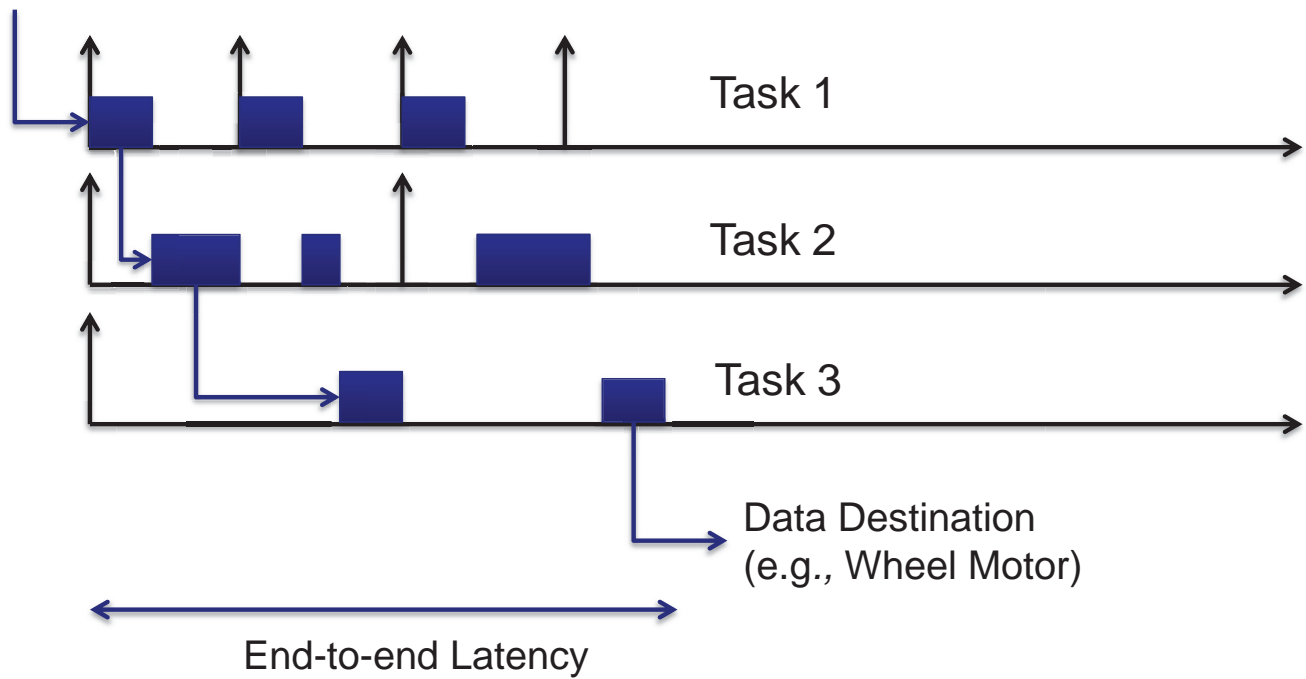 Task 1
Task 2
Task 3
Data Destination
(e.g., Wheel Motor)
End-to-end Latency